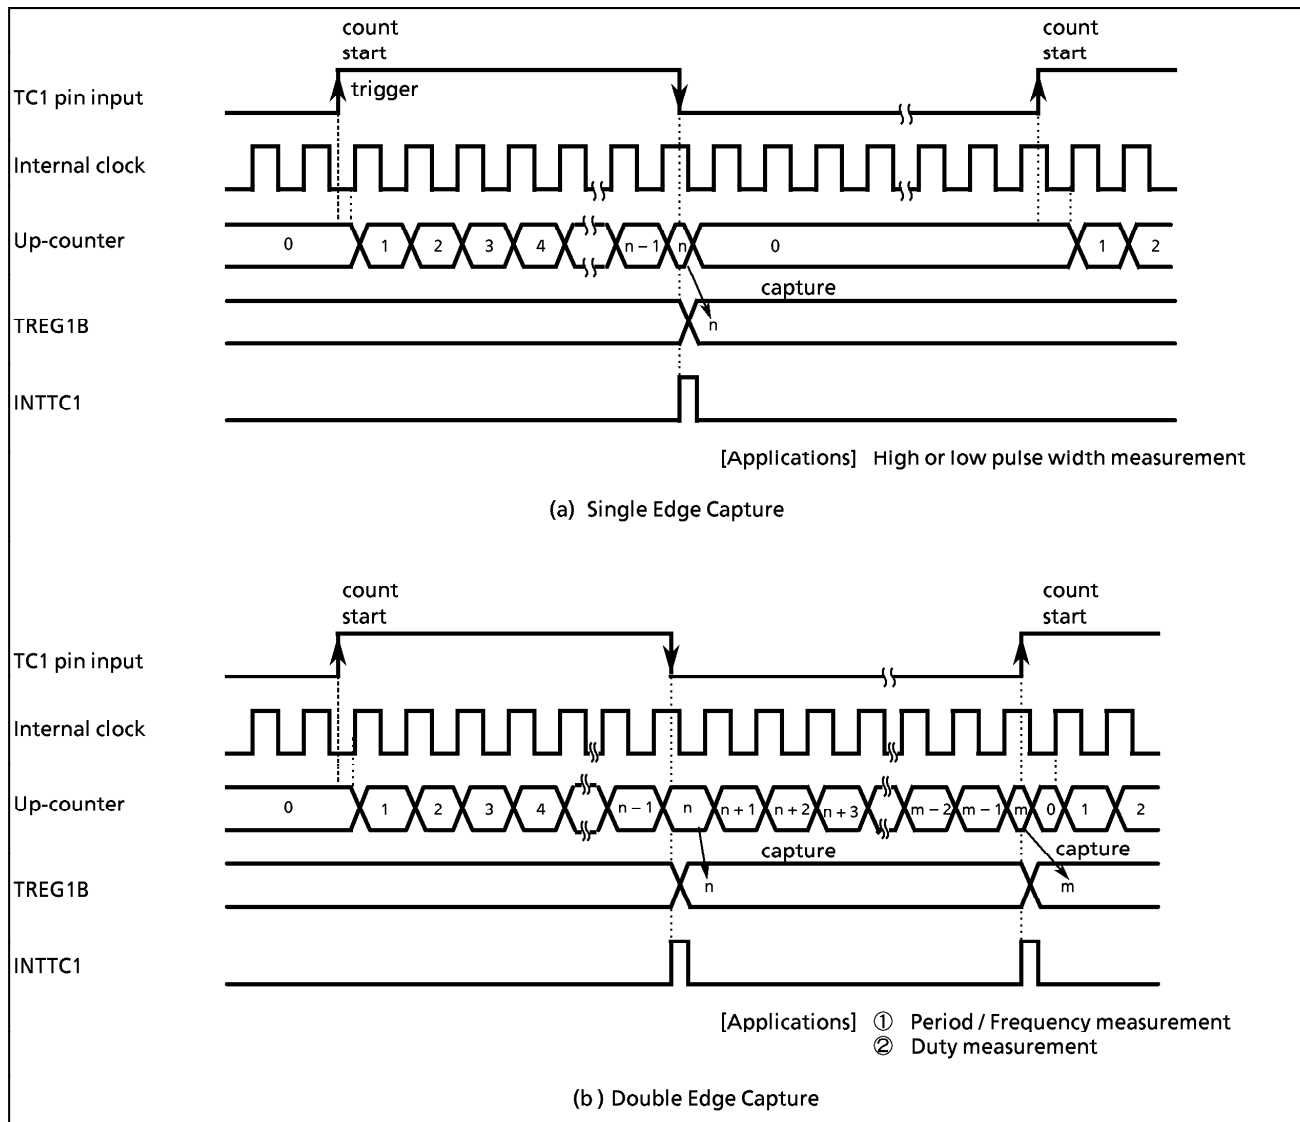 count count
start start
TC1 pin input trigger
Internal clock
Up-counter 0 1 2 3 4 n – 1 n 0 1 2
capture
TREG1B n
INTTC1
[Applications] High or low pulse width measurement
(a) Single Edge Capture
count count
start start
TC1 pin input
Internal clock
Up-counter 0 1 2 3 4 n – 1 n n + 1 n + 2 n + 3 m – 2 m – 1 m 0 1 2
capture capture
TREG1B n m
INTTC1
[Applications] ① Period / Frequency measurement
② Duty measurement
(b ) Double Edge Capture